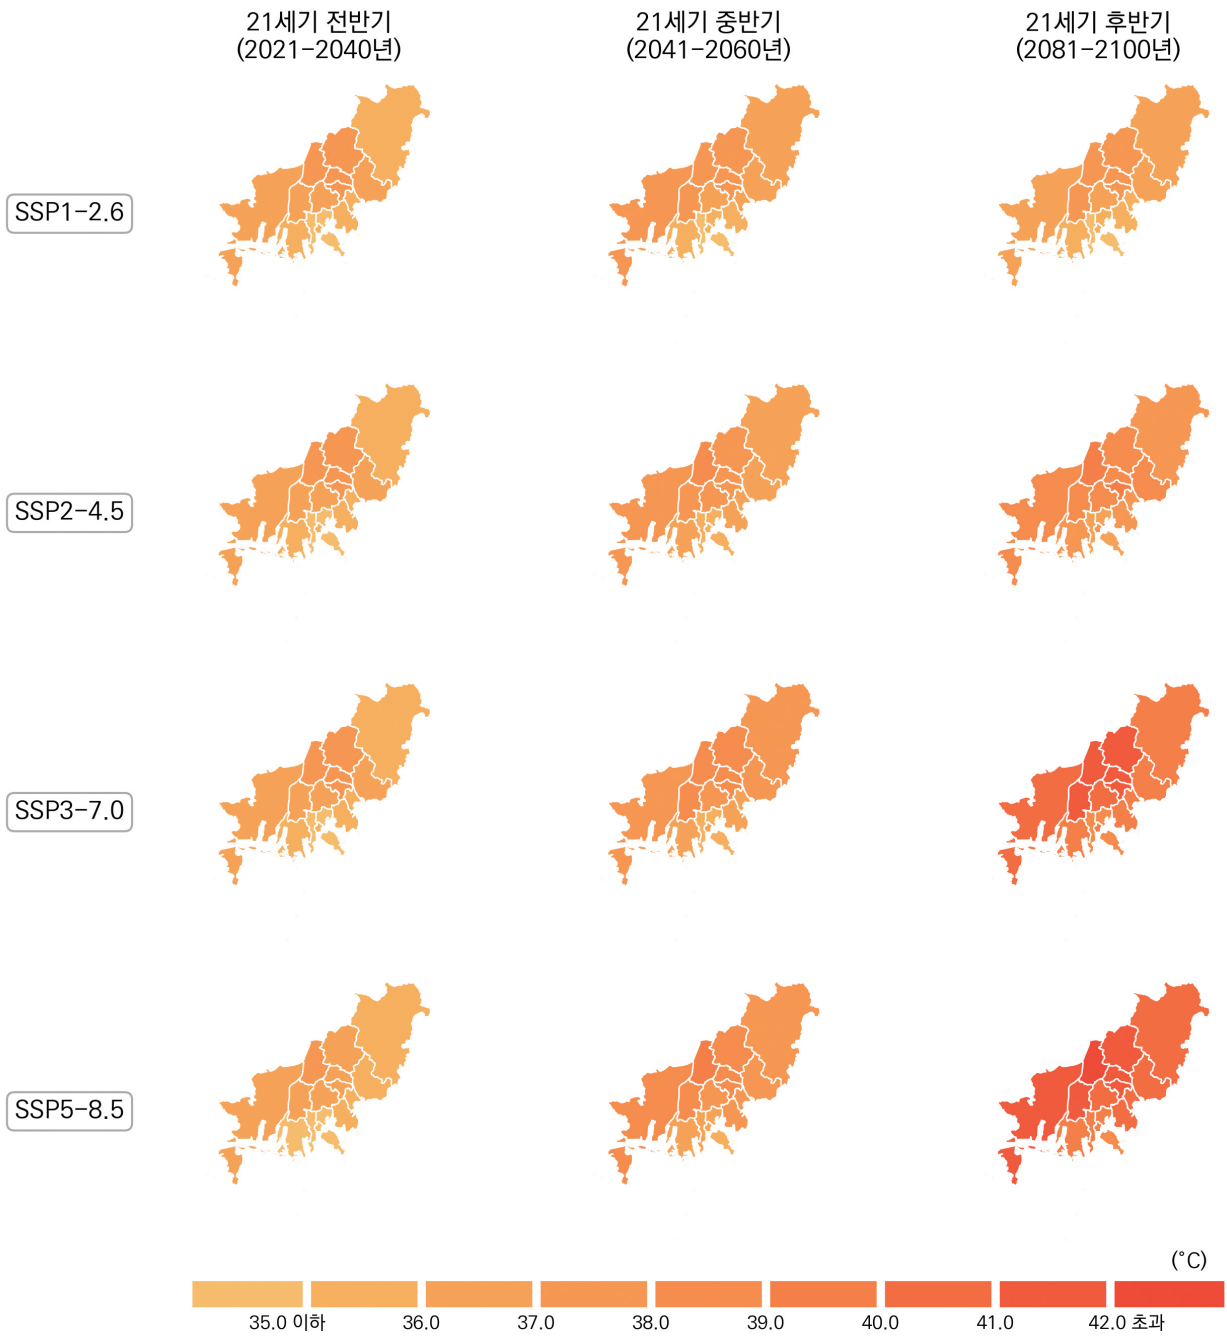 21세기 전반기
(2021-2040년)
21세기 중반기
(2041-2060년)
21세기 후반기
(2081-2100년)
SSP1-2.6
SSP2-4.5
SSP3-7.0
SSP5-8.5
(°C)
35.0 이하
36.0
37.0
38.0
39.0
40.0
41.0
42.0 초과